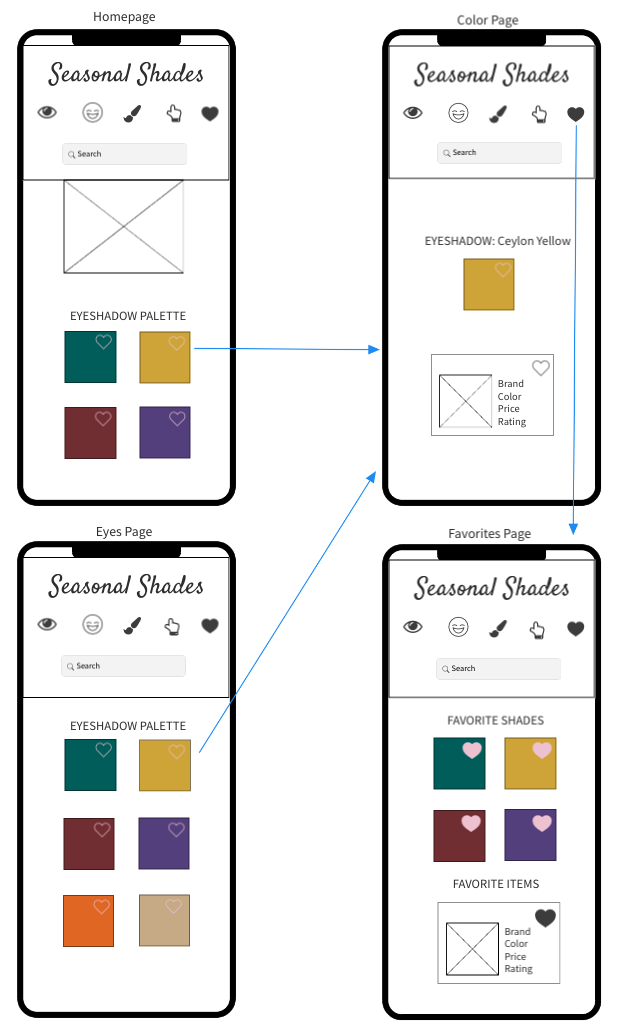 Homepage
Seasonal Shades
Search
EYESHADOW PALETTE
Color Page
Seasonal Shades
Search
EYESHADOW: Ceylon Yellow
Brand
Color
Price
Rating
Eyes Page
Seasonal Shades
Search
EYESHADOW PALETTE
Favorites Page
Seasonal Shades
Search
FAVORITE SHADES
FAVORITE ITEMS
Brand
Color
Price
Rating